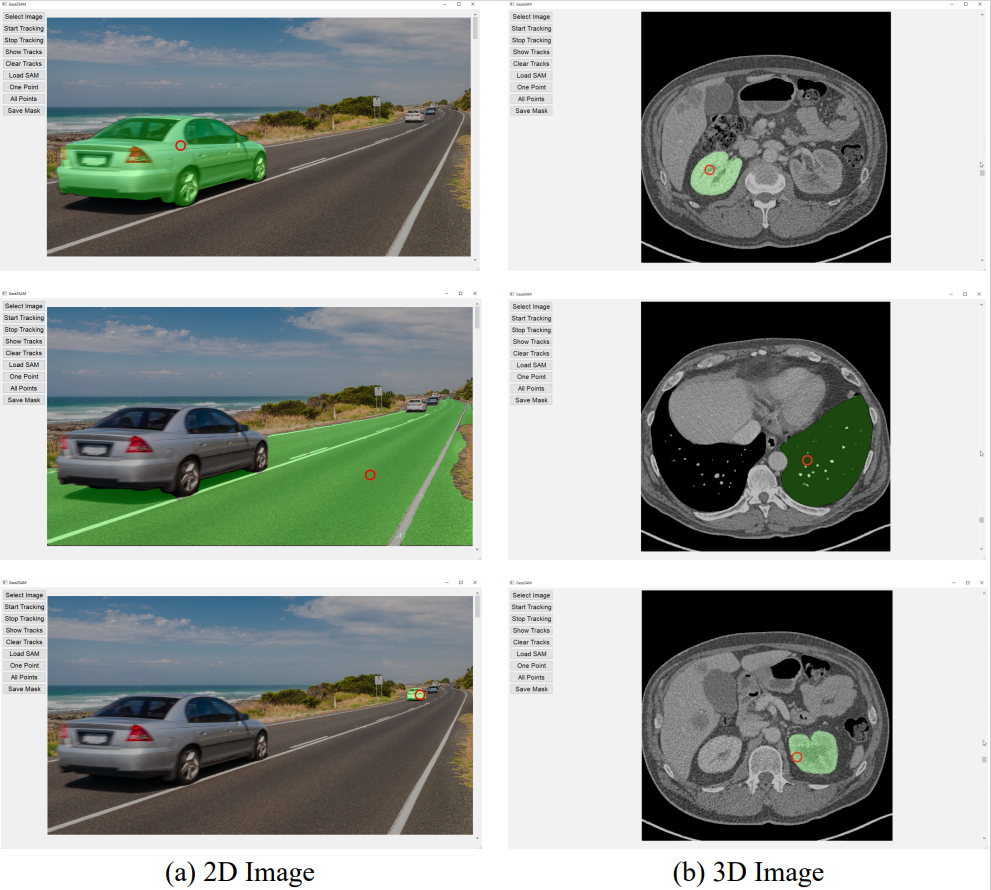 GazeSAM
Select Image
Start Tracking
Stop Tracking
Show Tracks
Clear Tracks
Load SAM
One Point
All Points
Save Mask
GazeSAM
Select Image
Start Tracking
Stop Tracking
Show Tracks
Clear Tracks
Load SAM
One Point
All Points
Save Mask
GazeSAM
Select Image
Start Tracking
Stop Tracking
Show Tracks
Clear Tracks
Load SAM
One Point
All Points
Save Mask
GazeSAM
Select Image
Start Tracking
Stop Tracking
Show Tracks
Clear Tracks
Load SAM
One Point
All Points
Save Mask
GazeSAM
Select Image
Start Tracking
Stop Tracking
Show Tracks
Clear Tracks
Load SAM
One Point
All Points
Save Mask
GazeSAM
Select Image
Start Tracking
Stop Tracking
Show Tracks
Clear Tracks
Load SAM
One Point
All Points
Save Mask
(a) 2D Image
(b) 3D Image